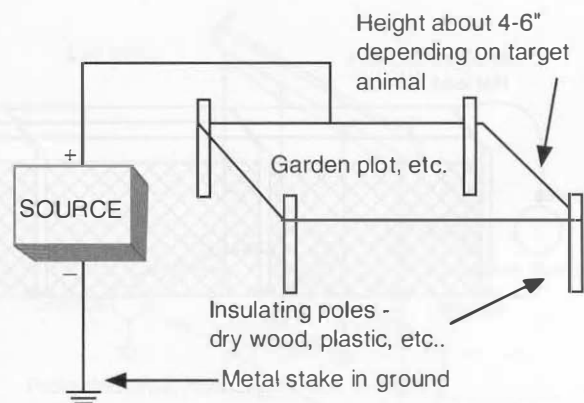 Height about 4-6"
depending on target
animal
+
Garden plot, etc.
SOURCE
–
Insulating poles -
dry wood, plastic, etc..
Metal stake in ground